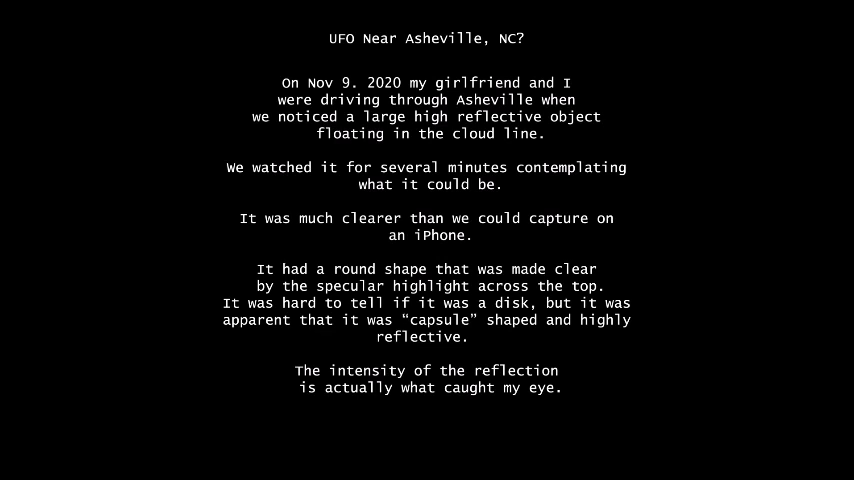 UFO Near Asheville, NC?
On Nov 9. 2020 my girlfriend and I
were driving through Asheville when
we noticed a large high reflective object
floating in the cloud line.
We watched it for several minutes contemplating
what it could be.
It was much clearer than we could capture on
an iPhone.
It had a round shape that was made clear
by the specular highlight across the top.
It was hard to tell if it was a disk, but it was
apparent that it was “capsule” shaped and highly
reflective.
The intensity of the reflection
is actually what caught my eye.